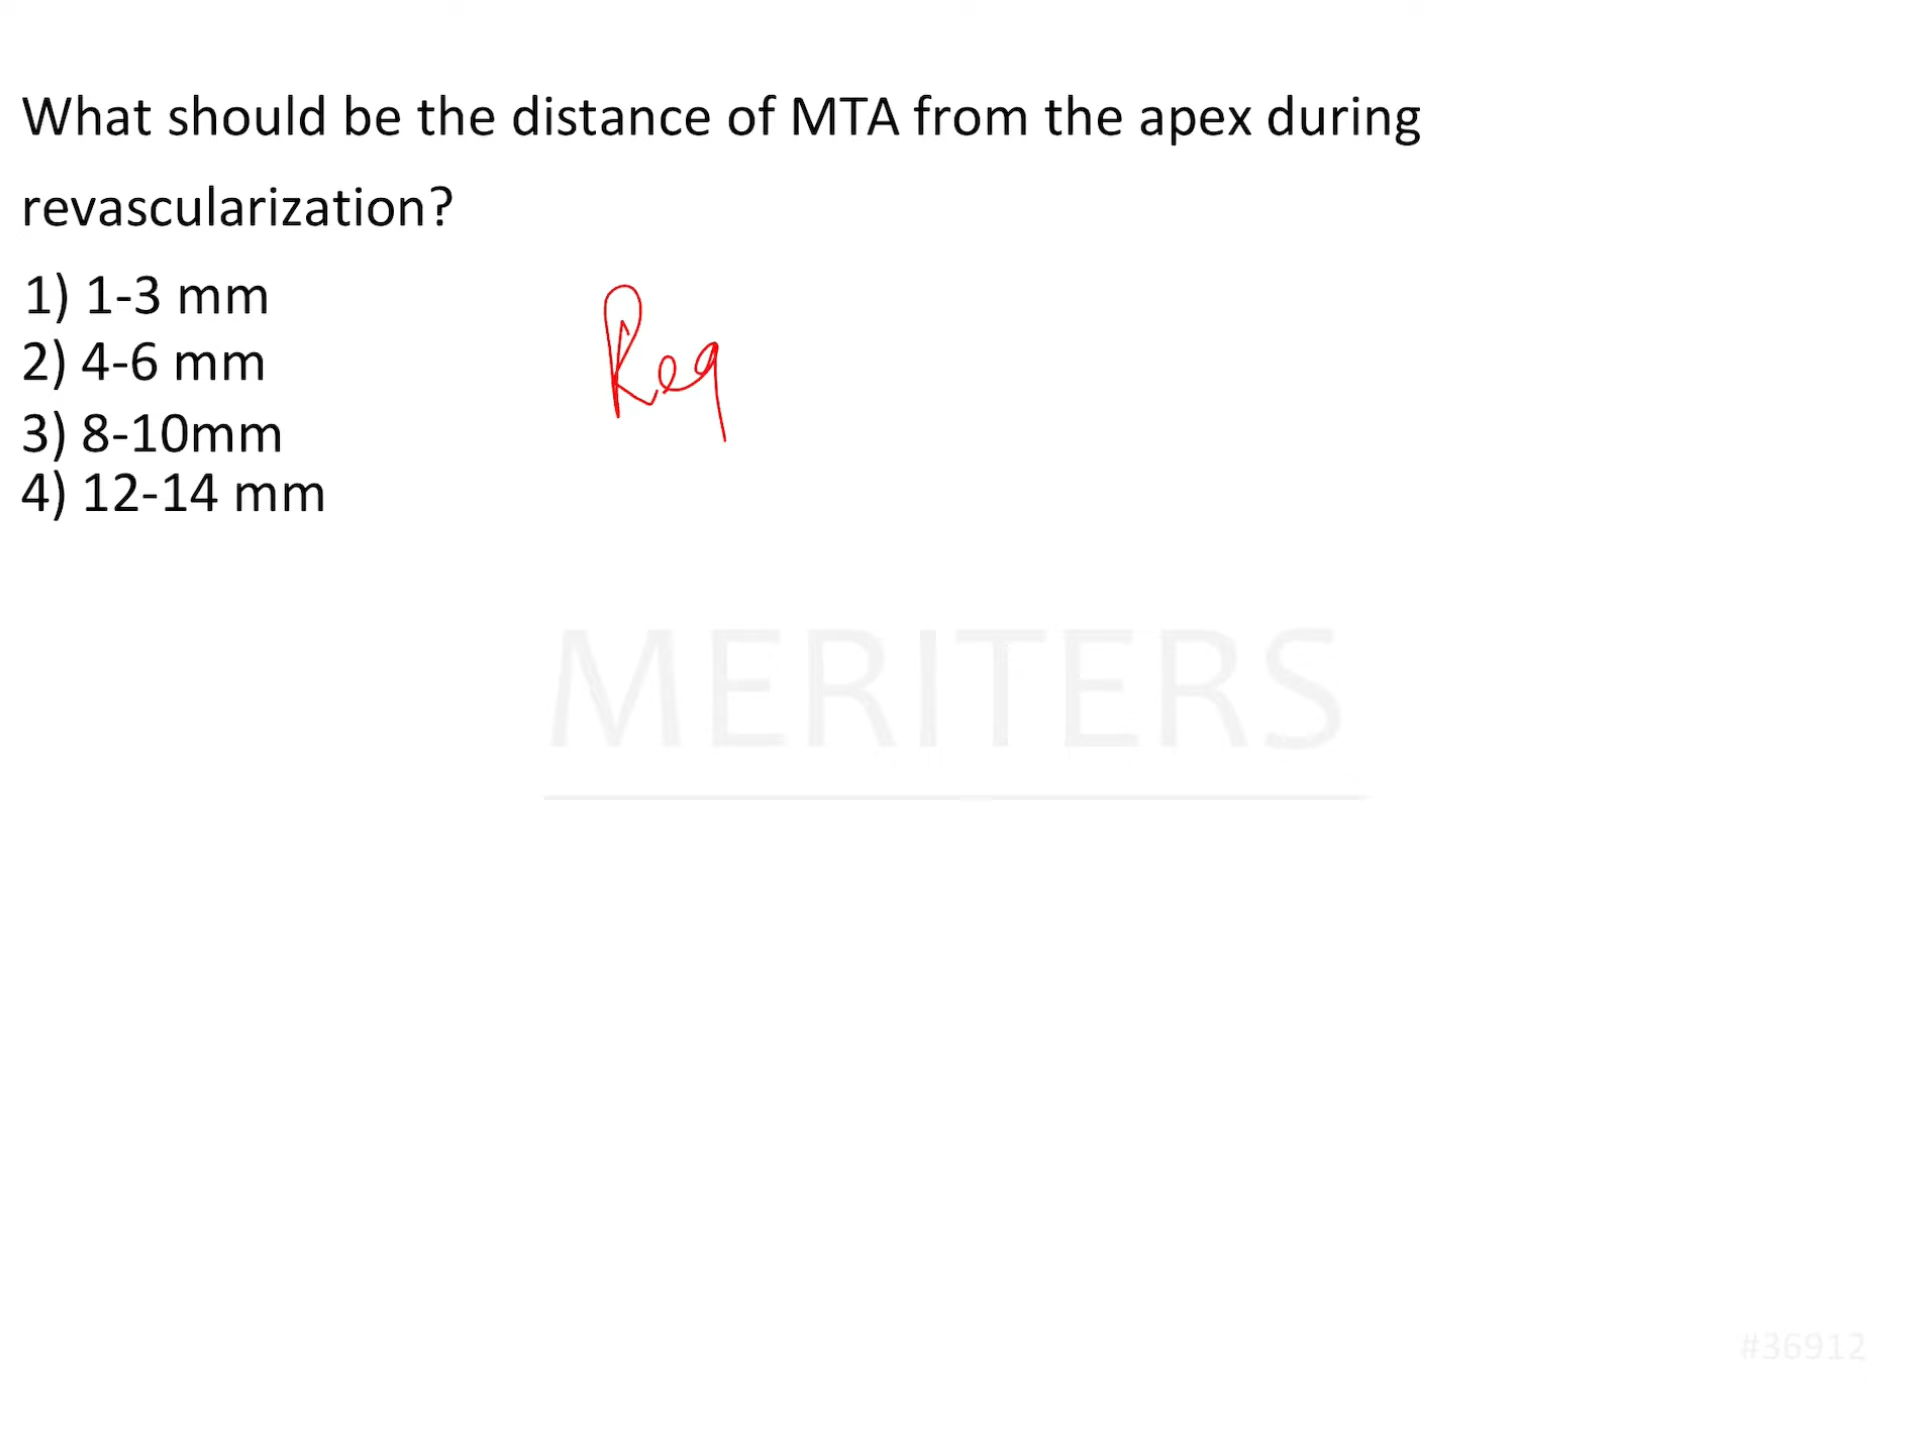 What should be the distance of MTA from the apex during
revascularization?
1) 1-3 mm
2) 4-6 mm
3) 8-10mm
4) 12-14 mm
Reg
MERITERS
#36912